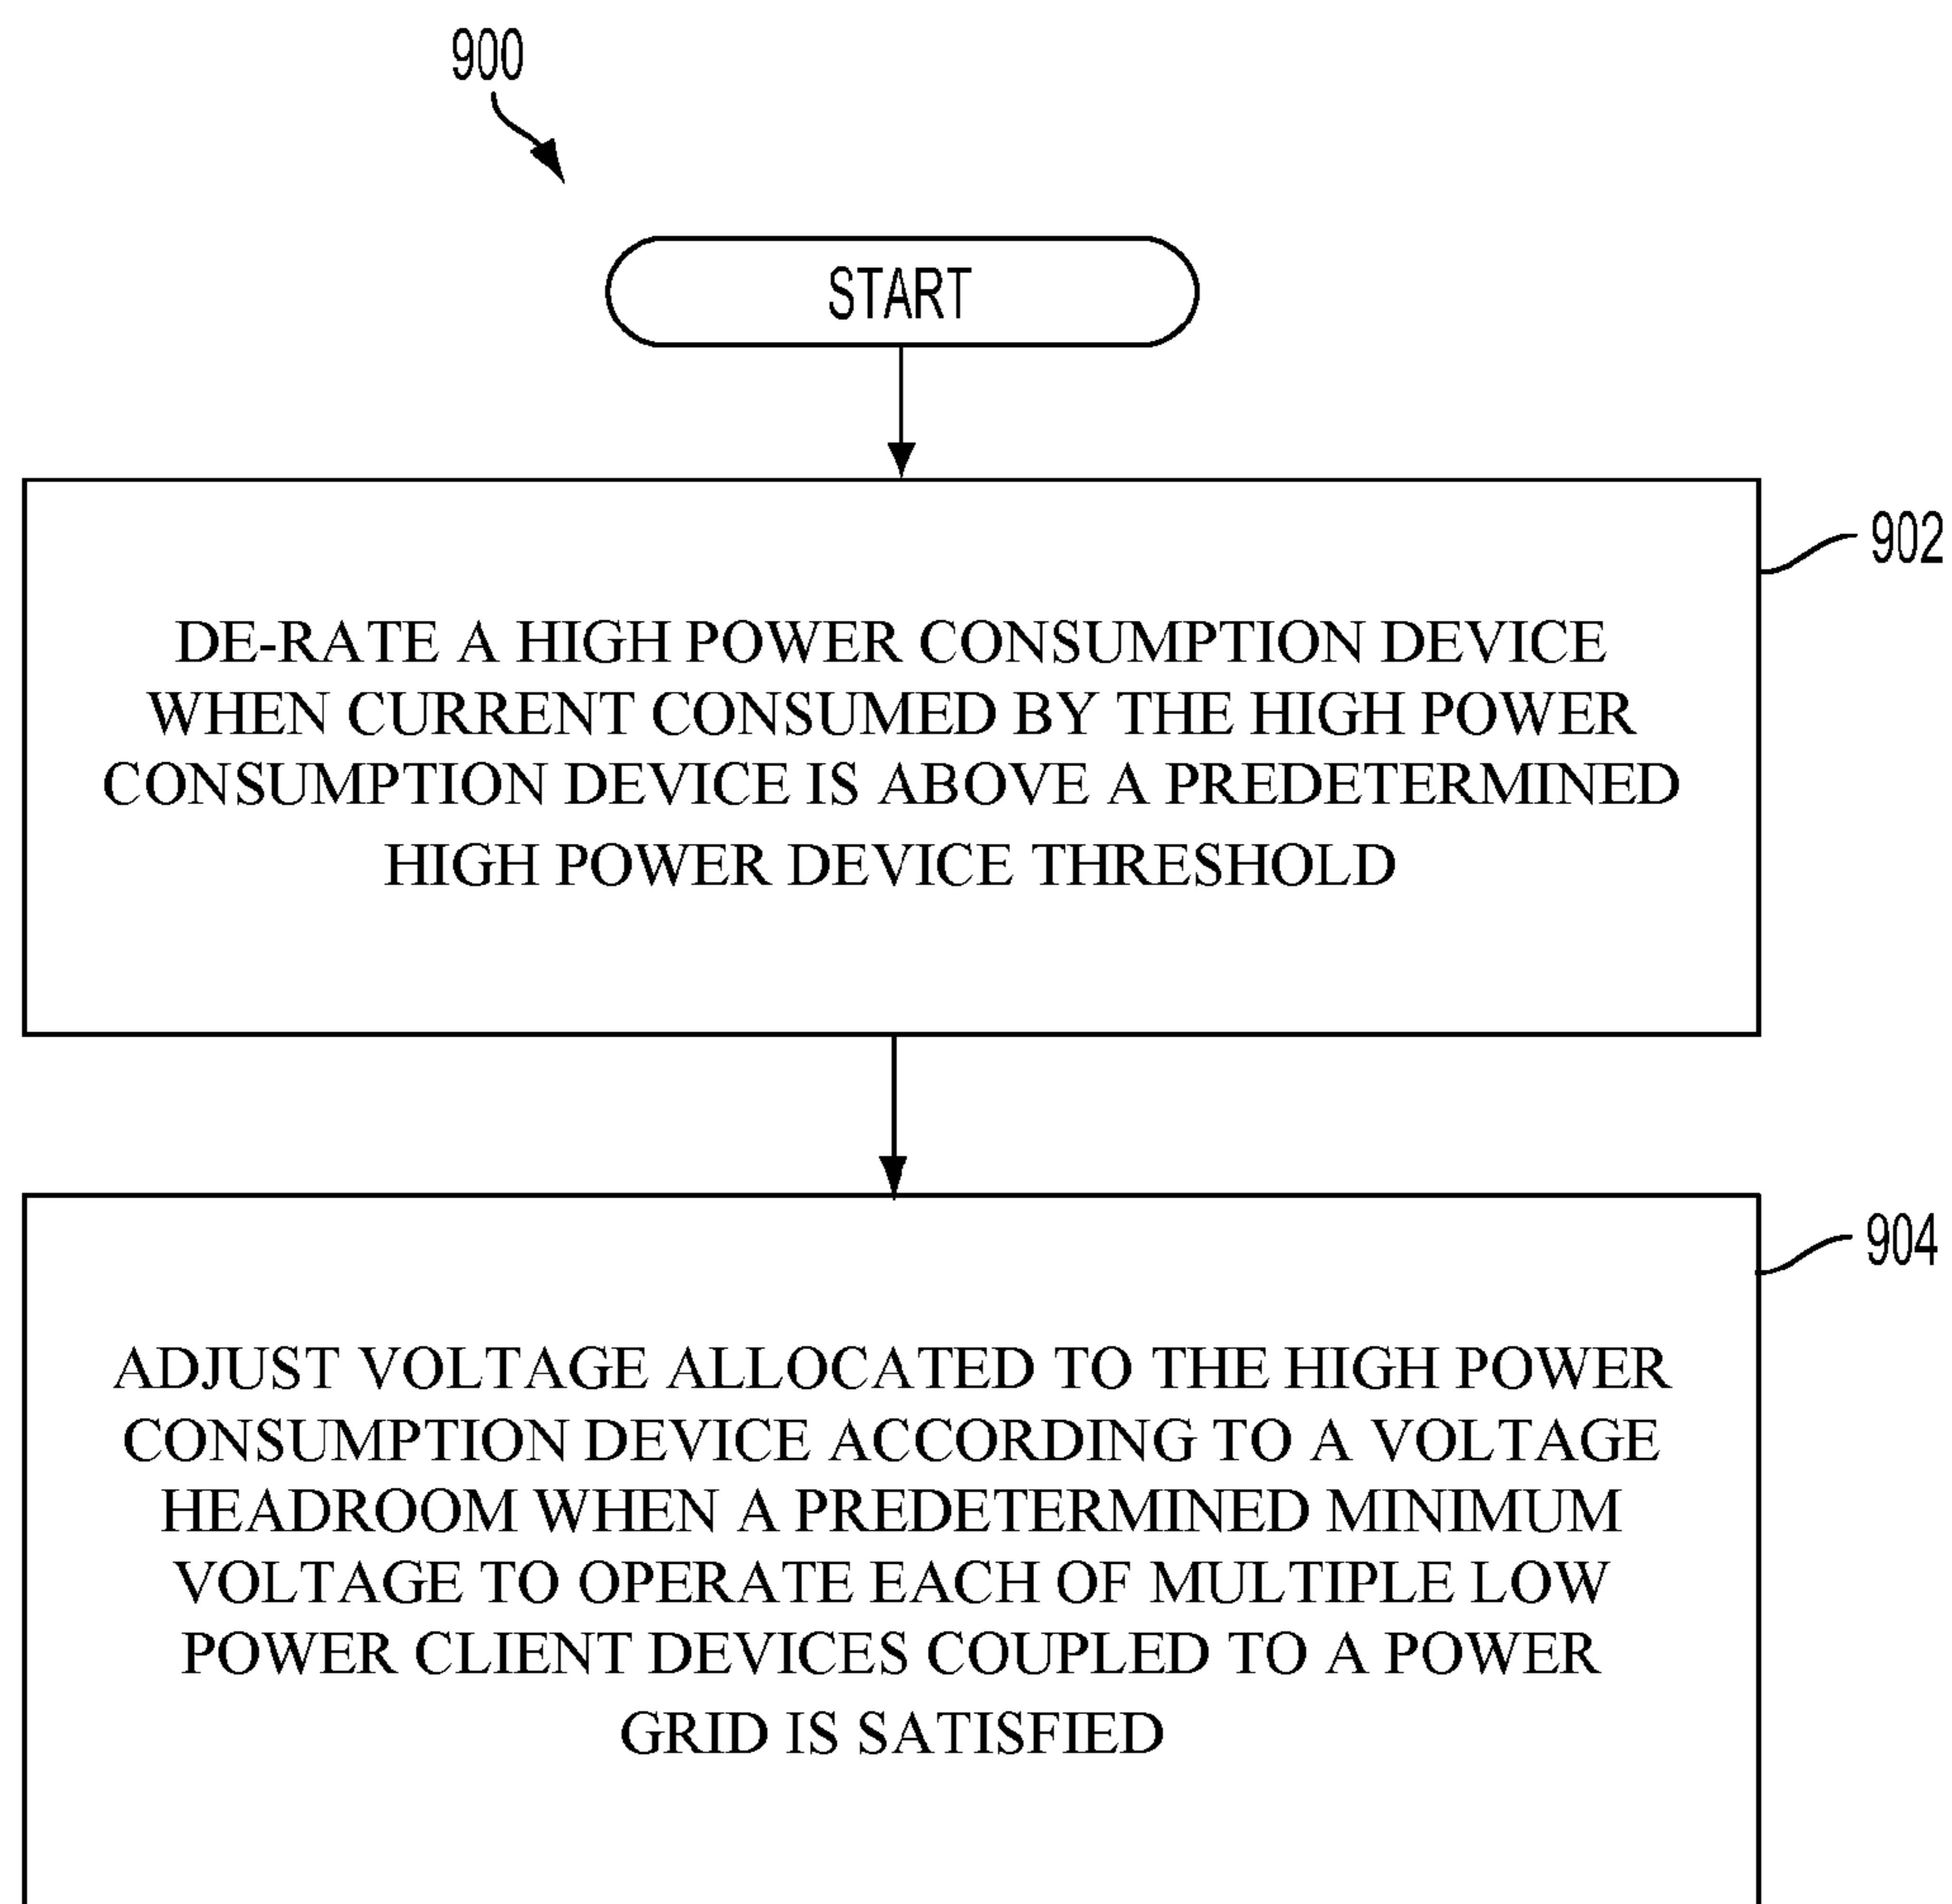 900
START
902
DE-RATE A HIGH POWER CONSUMPTION DEVICE
WHEN CURRENT CONSUMED BY THE HIGH POWER
CONSUMPTION DEVICE IS ABOVE A PREDETERMINED
HIGH POWER DEVICE THRESHOLD
904
ADJUST VOLTAGE ALLOCATED TO THE HIGH POWER
CONSUMPTION DEVICE ACCORDING TO A VOLTAGE
HEADROOM WHEN A PREDETERMINED MINIMUM
VOLTAGE TO OPERATE EACH OF MULTIPLE LOW
POWER CLIENT DEVICES COUPLED TO A POWER
GRID IS SATISFIED